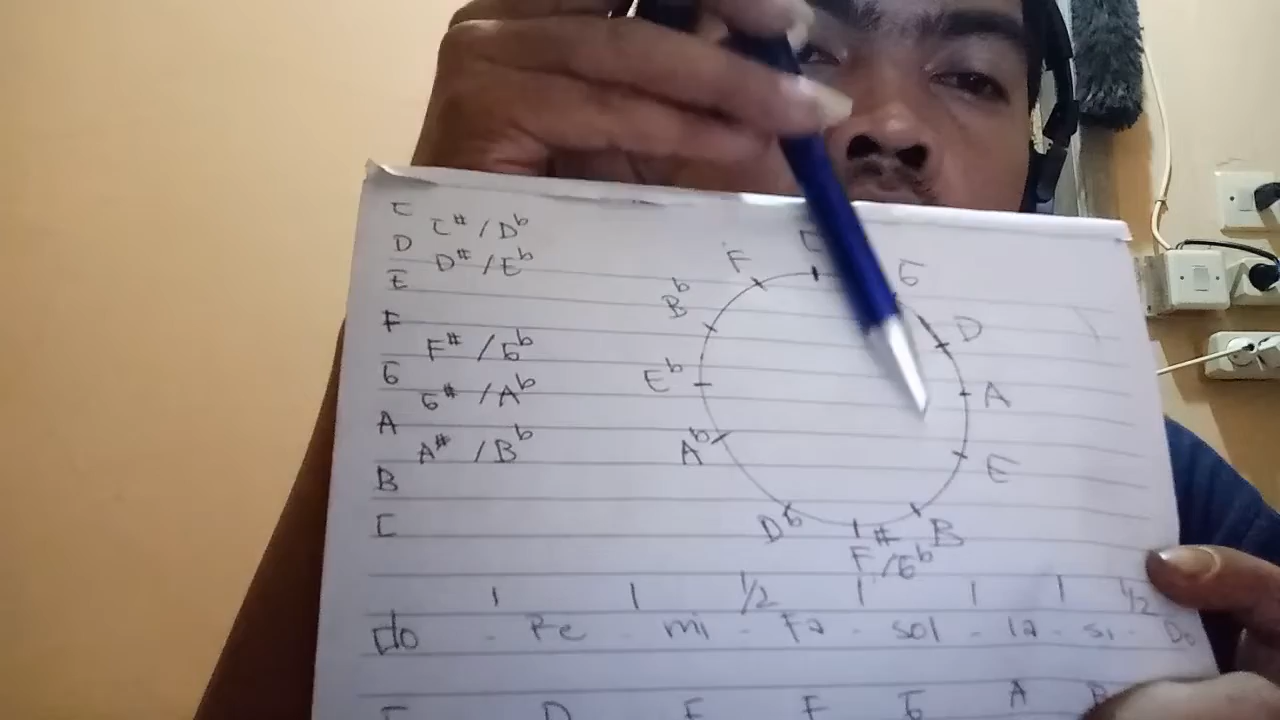 C
C# / Db
D
D# / Eb
E
F
F# / Gb
G
G# / Ab
A
A# / Bb
B
C
C
G
D
A
E
B
F# / Gb
Db
Ab
Eb
Bb
F
1 1 1/2 1 1 1 1/2
do - Re - mi - Fa - sol - la - si - Do
C D E F G A B